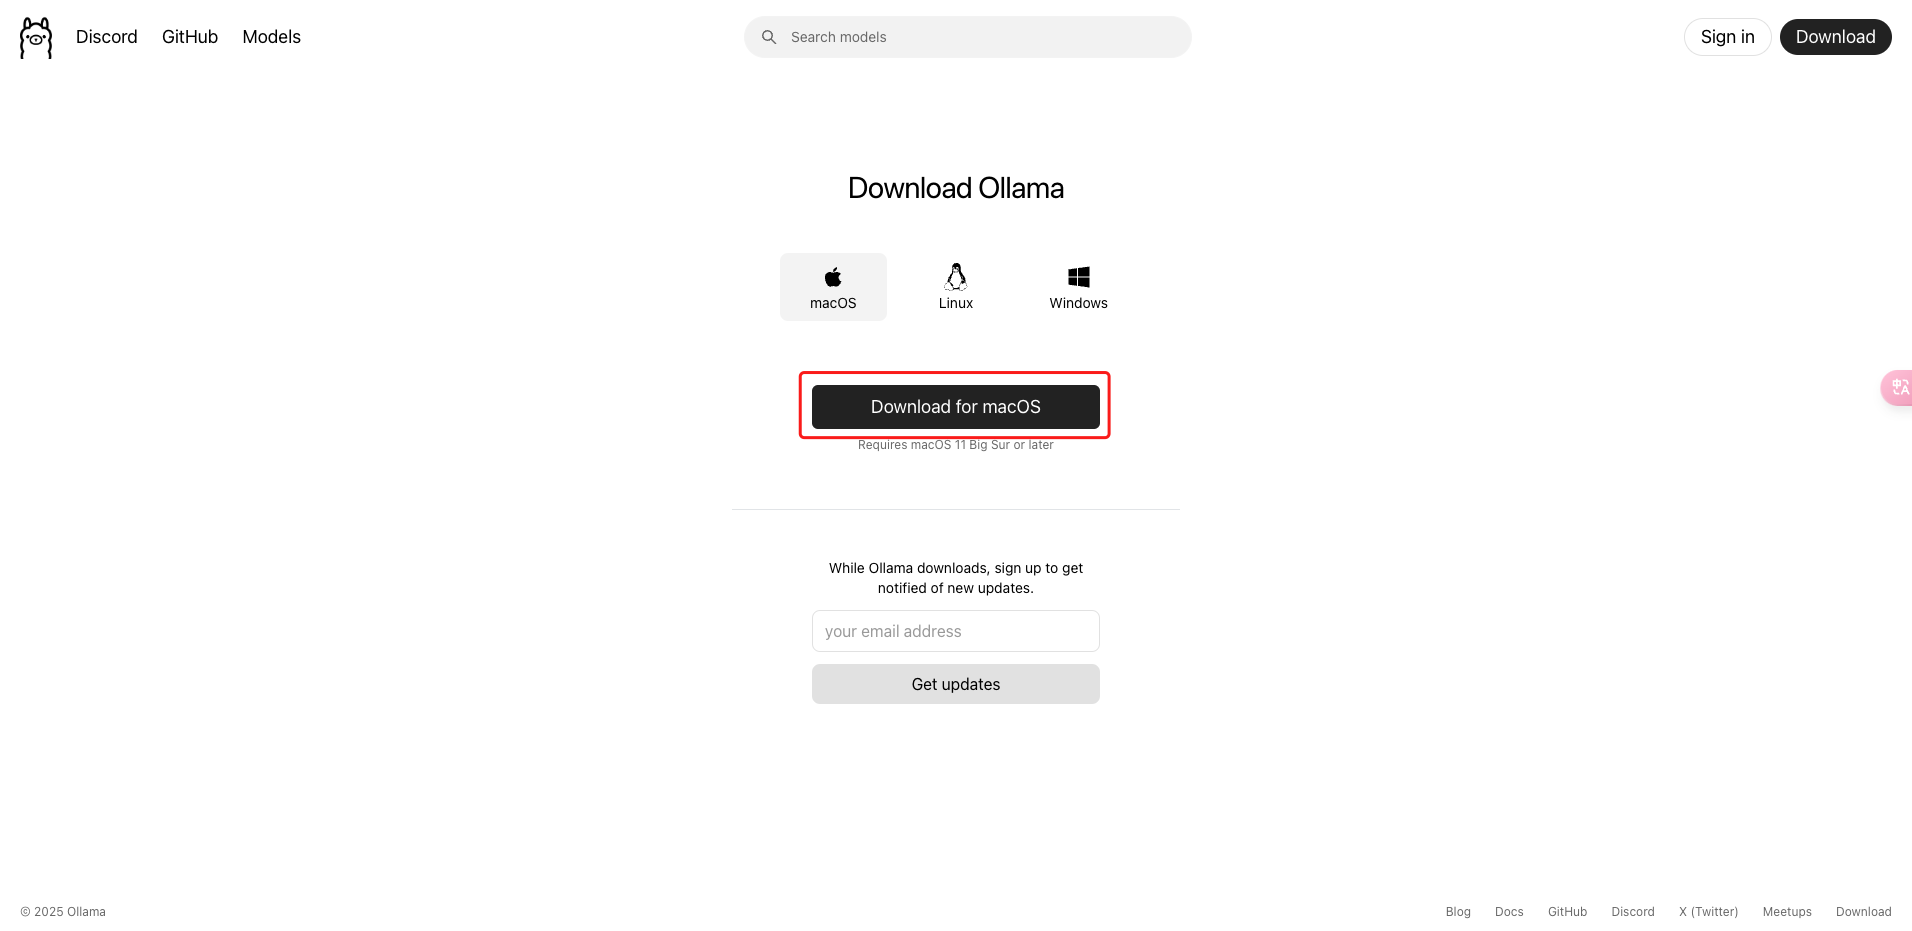 Discord GitHub Models Search models Sign in Download
Download Ollama
macOS Linux Windows
Download for macOS
Requires macOS 11 Big Sur or later
中A
While Ollama downloads, sign up to get
notified of new updates.
your email address
Get updates
© 2025 Ollama Blog Docs GitHub Discord X (Twitter) Meetups Download